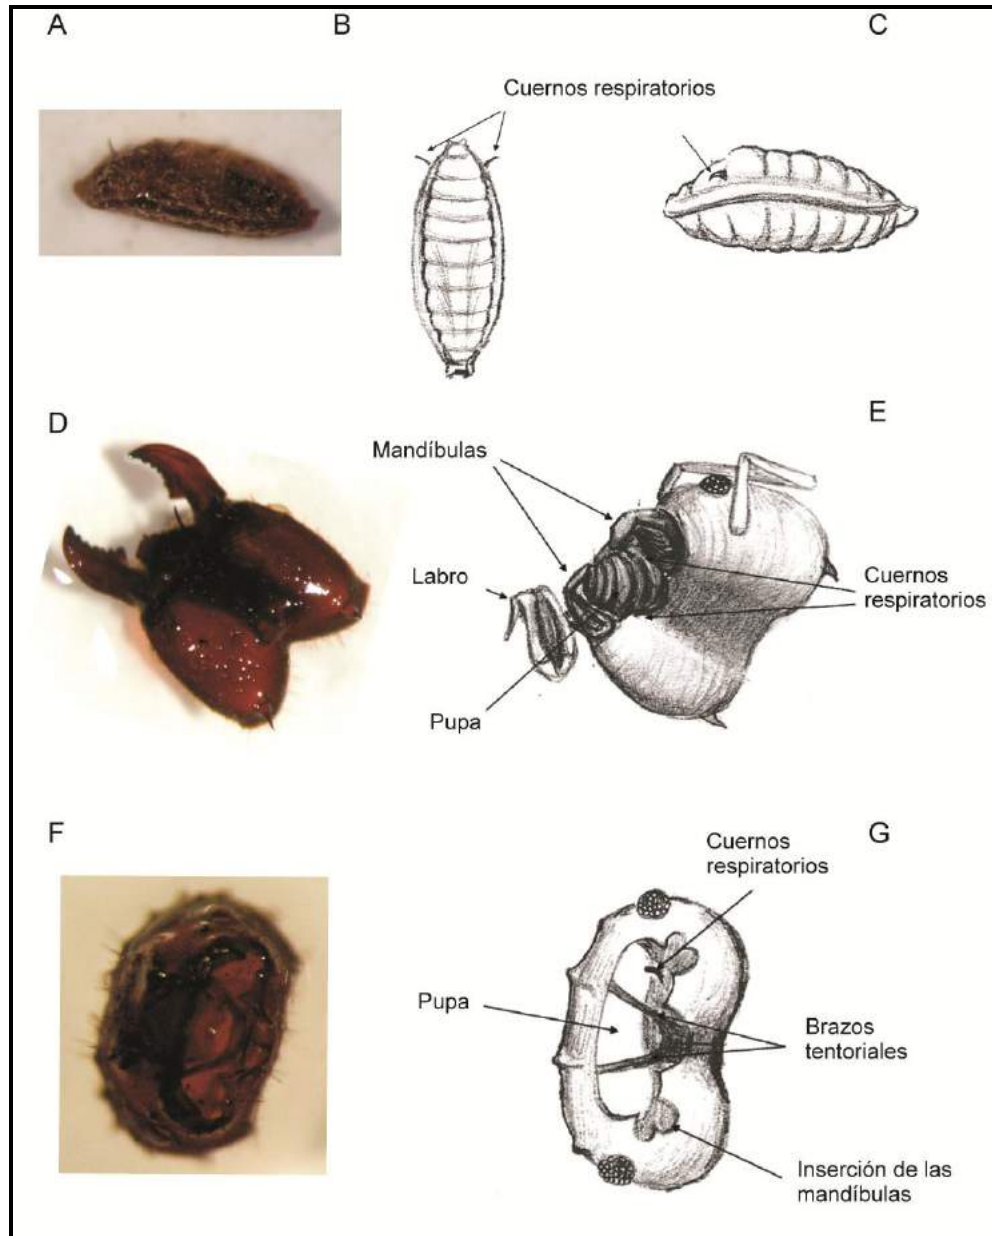 A
B
C
Cuernos respiratorios
D
E
Mandíbulas
Labro
Cuernos
respiratorios
Pupa
F
G
Cuernos
respiratorios
Pupa
Brazos
tentoriales
Inserción de las
mandíbulas